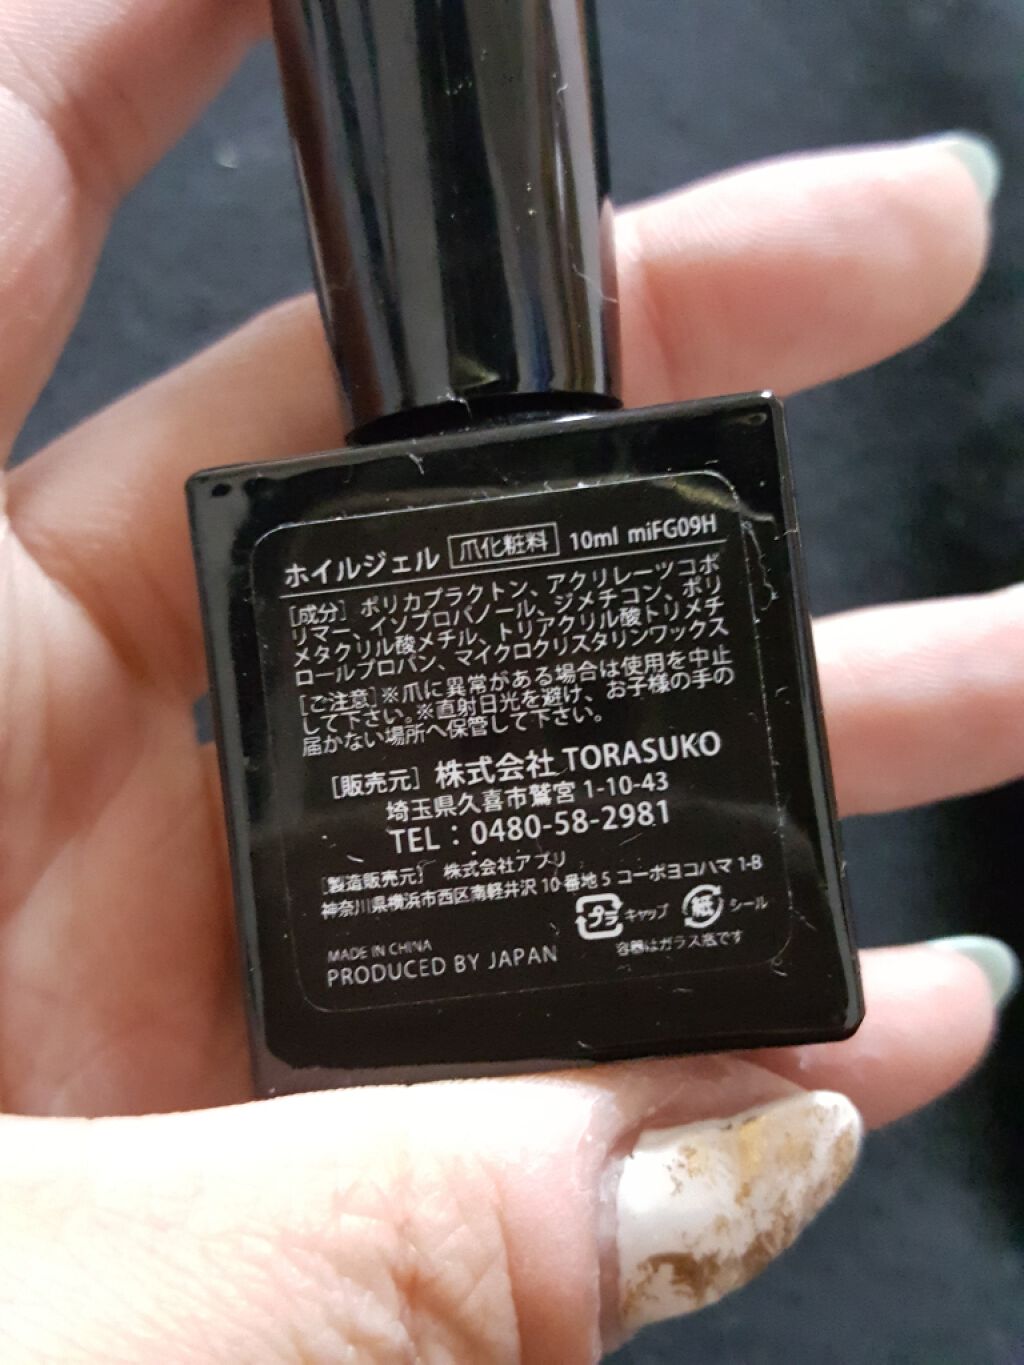 ホイルジェル 爪化粧料 10ml miFG09H
[成分] ポリカプラクトン、アクリレーツコポ
リマー、イソプロパノール、ジメチコン、ポリ
メタクリル酸メチル、トリアクリル酸トリメチ
ロールプロパン、マイクロクリスタリンワックス
[ご注意]※爪に異常がある場合は使用を中止
して下さい。※直射日光を避け、お子様の手の
届かない場所へ保管して下さい。
[販売元] 株式会社 TORASUKO
埼玉県久喜市鷲宮 1-10-43
TEL：0480-58-2981
[製造販売元] 株式会社アプリ
神奈川県横浜市西区南軽井沢 10 番地 5 コーポヨコハマ 1-B
プラ キャップ 紙 シール
容器はガラス瓶です
MADE IN CHINA
PRODUCED BY JAPAN